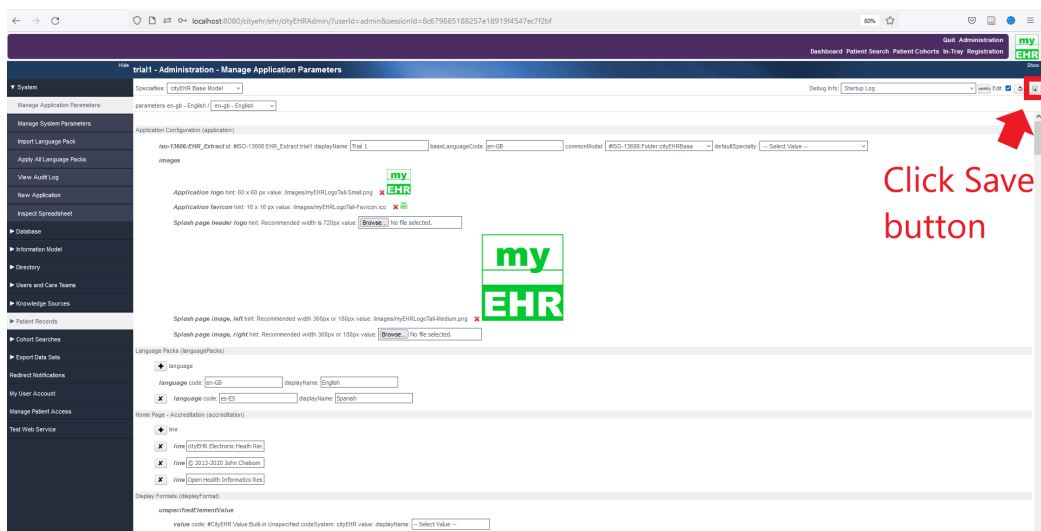 localhost:8080/cityehr/ehr/cityEHRAdmin/?userId=admin&sessionId=8c679885188257e18919f4547ec7f2bf
80%
Quit Administration
Dashboard Patient Search Patient Cohorts In-Tray Registration
my
EHR
Hide
trial1 - Administration - Manage Application Parameters
Show
System
Specialties: cityEHR Base Model
Debug Info: Startup Log
Edit
Manage Application Parameters
parameters en-gb - English / en-gb - English
Manage System Parameters
Application Configuration (application)
Import Language Pack
iso-13606:EHR_Extract id: #ISO-13606:EHR_Extract:trial1 displayName: Trial 1 baseLanguageCode: en-GB commonModel: #ISO-13606:Folder:cityEHRBase defaultSpecialty: -- Select Value --
Apply All Language Packs
images
View Audit Log
my
EHR
New Application
Application logo hint: 60 x 60 px value: /images/myEHRLogoTall-Small.png
Application favicon hint: 16 x 16 px value: /images/myEHRLogoTall-Favicon.ico
Inspect Spreadsheet
Splash page header logo hint: Recommended width is 720px value: Browse... No file selected.
Click Save
button
Database
Information Model
my
EHR
Directory
Users and Care Teams
Knowledge Sources
Patient Records
Splash page image, left hint: Recommended width 360px or 180px value: /images/myEHRLogoTall-Medium.png
Splash page image, right hint: Recommended width 360px or 180px value: Browse... No file selected.
Cohort Searches
Language Packs (languagePacks)
Export Data Sets
language
Redirect Notifications
language code: en-GB displayName: English
My User Account
language code: es-ES displayName: Spanish
Manage Patient Access
Home Page - Accreditation (accreditation)
Test Web Service
line
line cityEHR Electronic Heath Rec
line © 2013-2020 John Chelsom
line Open Health Informatics Res
Display Formats (displayFormat)
unspecifiedElementValue
value code: #CityEHR:Value:Built-in:Unspecified codeSystem: cityEHR value: displayName: -- Select Value --